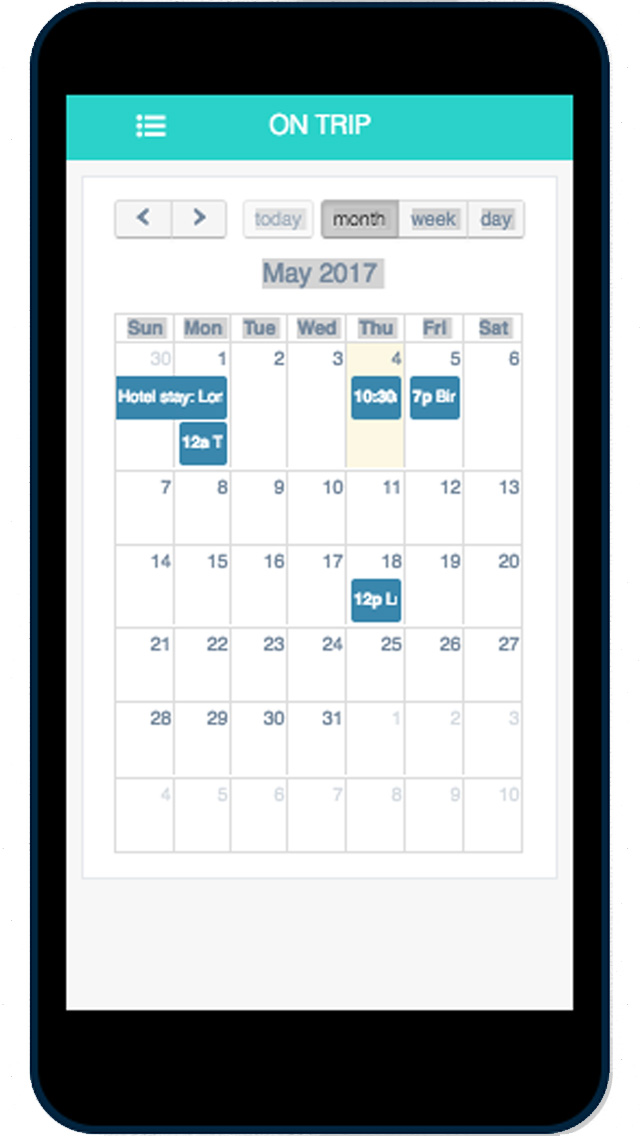 ON TRIP
today month week day
May 2017
Sun Mon Tue Wed Thu Fri Sat
30 1 2 3 4 5 6
Hotel stay: Lon 10:30a 7p Bir
12a T
7 8 9 10 11 12 13
14 15 16 17 18 19 20
12p Lu
21 22 23 24 25 26 27
28 29 30 31 1 2 3
4 5 6 7 8 9 10